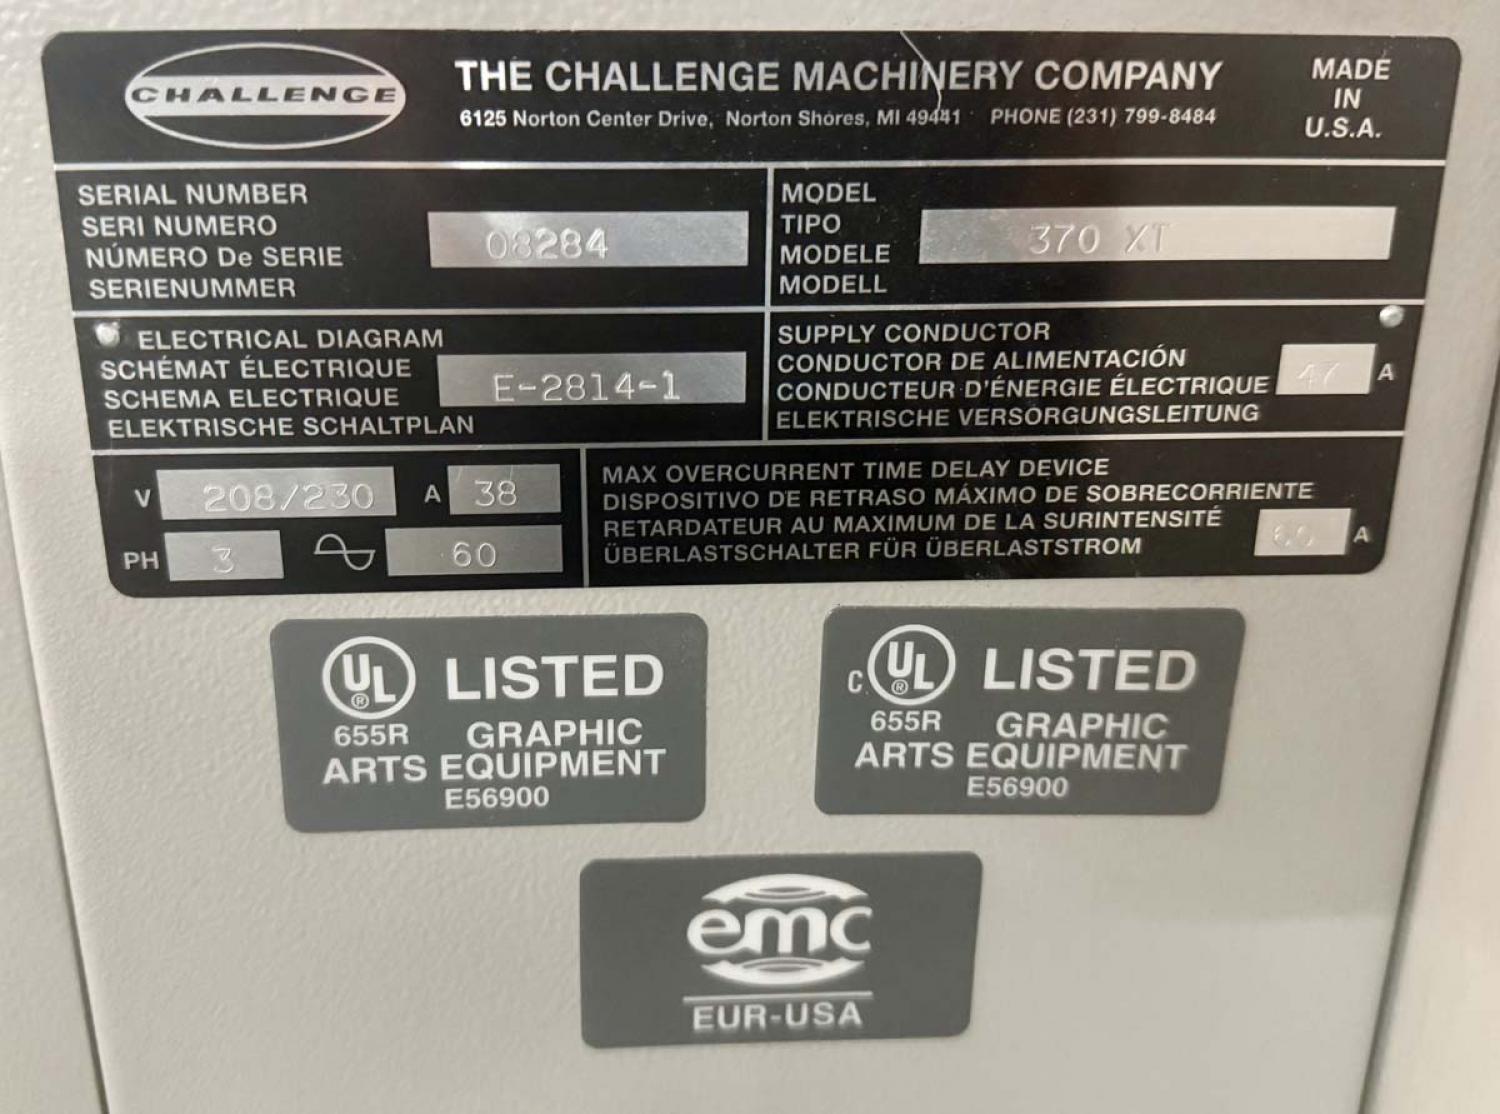 CHALLENGE
THE CHALLENGE MACHINERY COMPANY
6125 Norton Center Drive, Norton Shores, MI 49441 PHONE (231) 799-8484
MADE
IN
U.S.A.
SERIAL NUMBER
SERI NUMERO
NÚMERO De SERIE
SERIENUMMER
08284
MODEL
TIPO
MODELE
MODELL
370 XT
ELECTRICAL DIAGRAM
SCHÉMAT ÉLECTRIQUE
SCHEMA ELECTRIQUE
ELEKTRISCHE SCHALTPLAN
E-2814-1
SUPPLY CONDUCTOR
CONDUCTOR DE ALIMENTACIÓN
CONDUCTEUR D'ÉNERGIE ÉLECTRIQUE
ELEKTRISCHE VERSORGUNGSLEITUNG
47 A
V 208/230 A 38
PH 3 60
MAX OVERCURRENT TIME DELAY DEVICE
DISPOSITIVO DE RETRASO MÁXIMO DE SOBRECORRIENTE
RETARDATEUR AU MAXIMUM DE LA SURINTENSITÉ
ÜBERLASTSCHALTER FÜR ÜBERLASTSTROM
60 A
UL ® LISTED
655R GRAPHIC
ARTS EQUIPMENT
E56900
C UL ® LISTED
655R GRAPHIC
ARTS EQUIPMENT
E56900
emc
EUR-USA